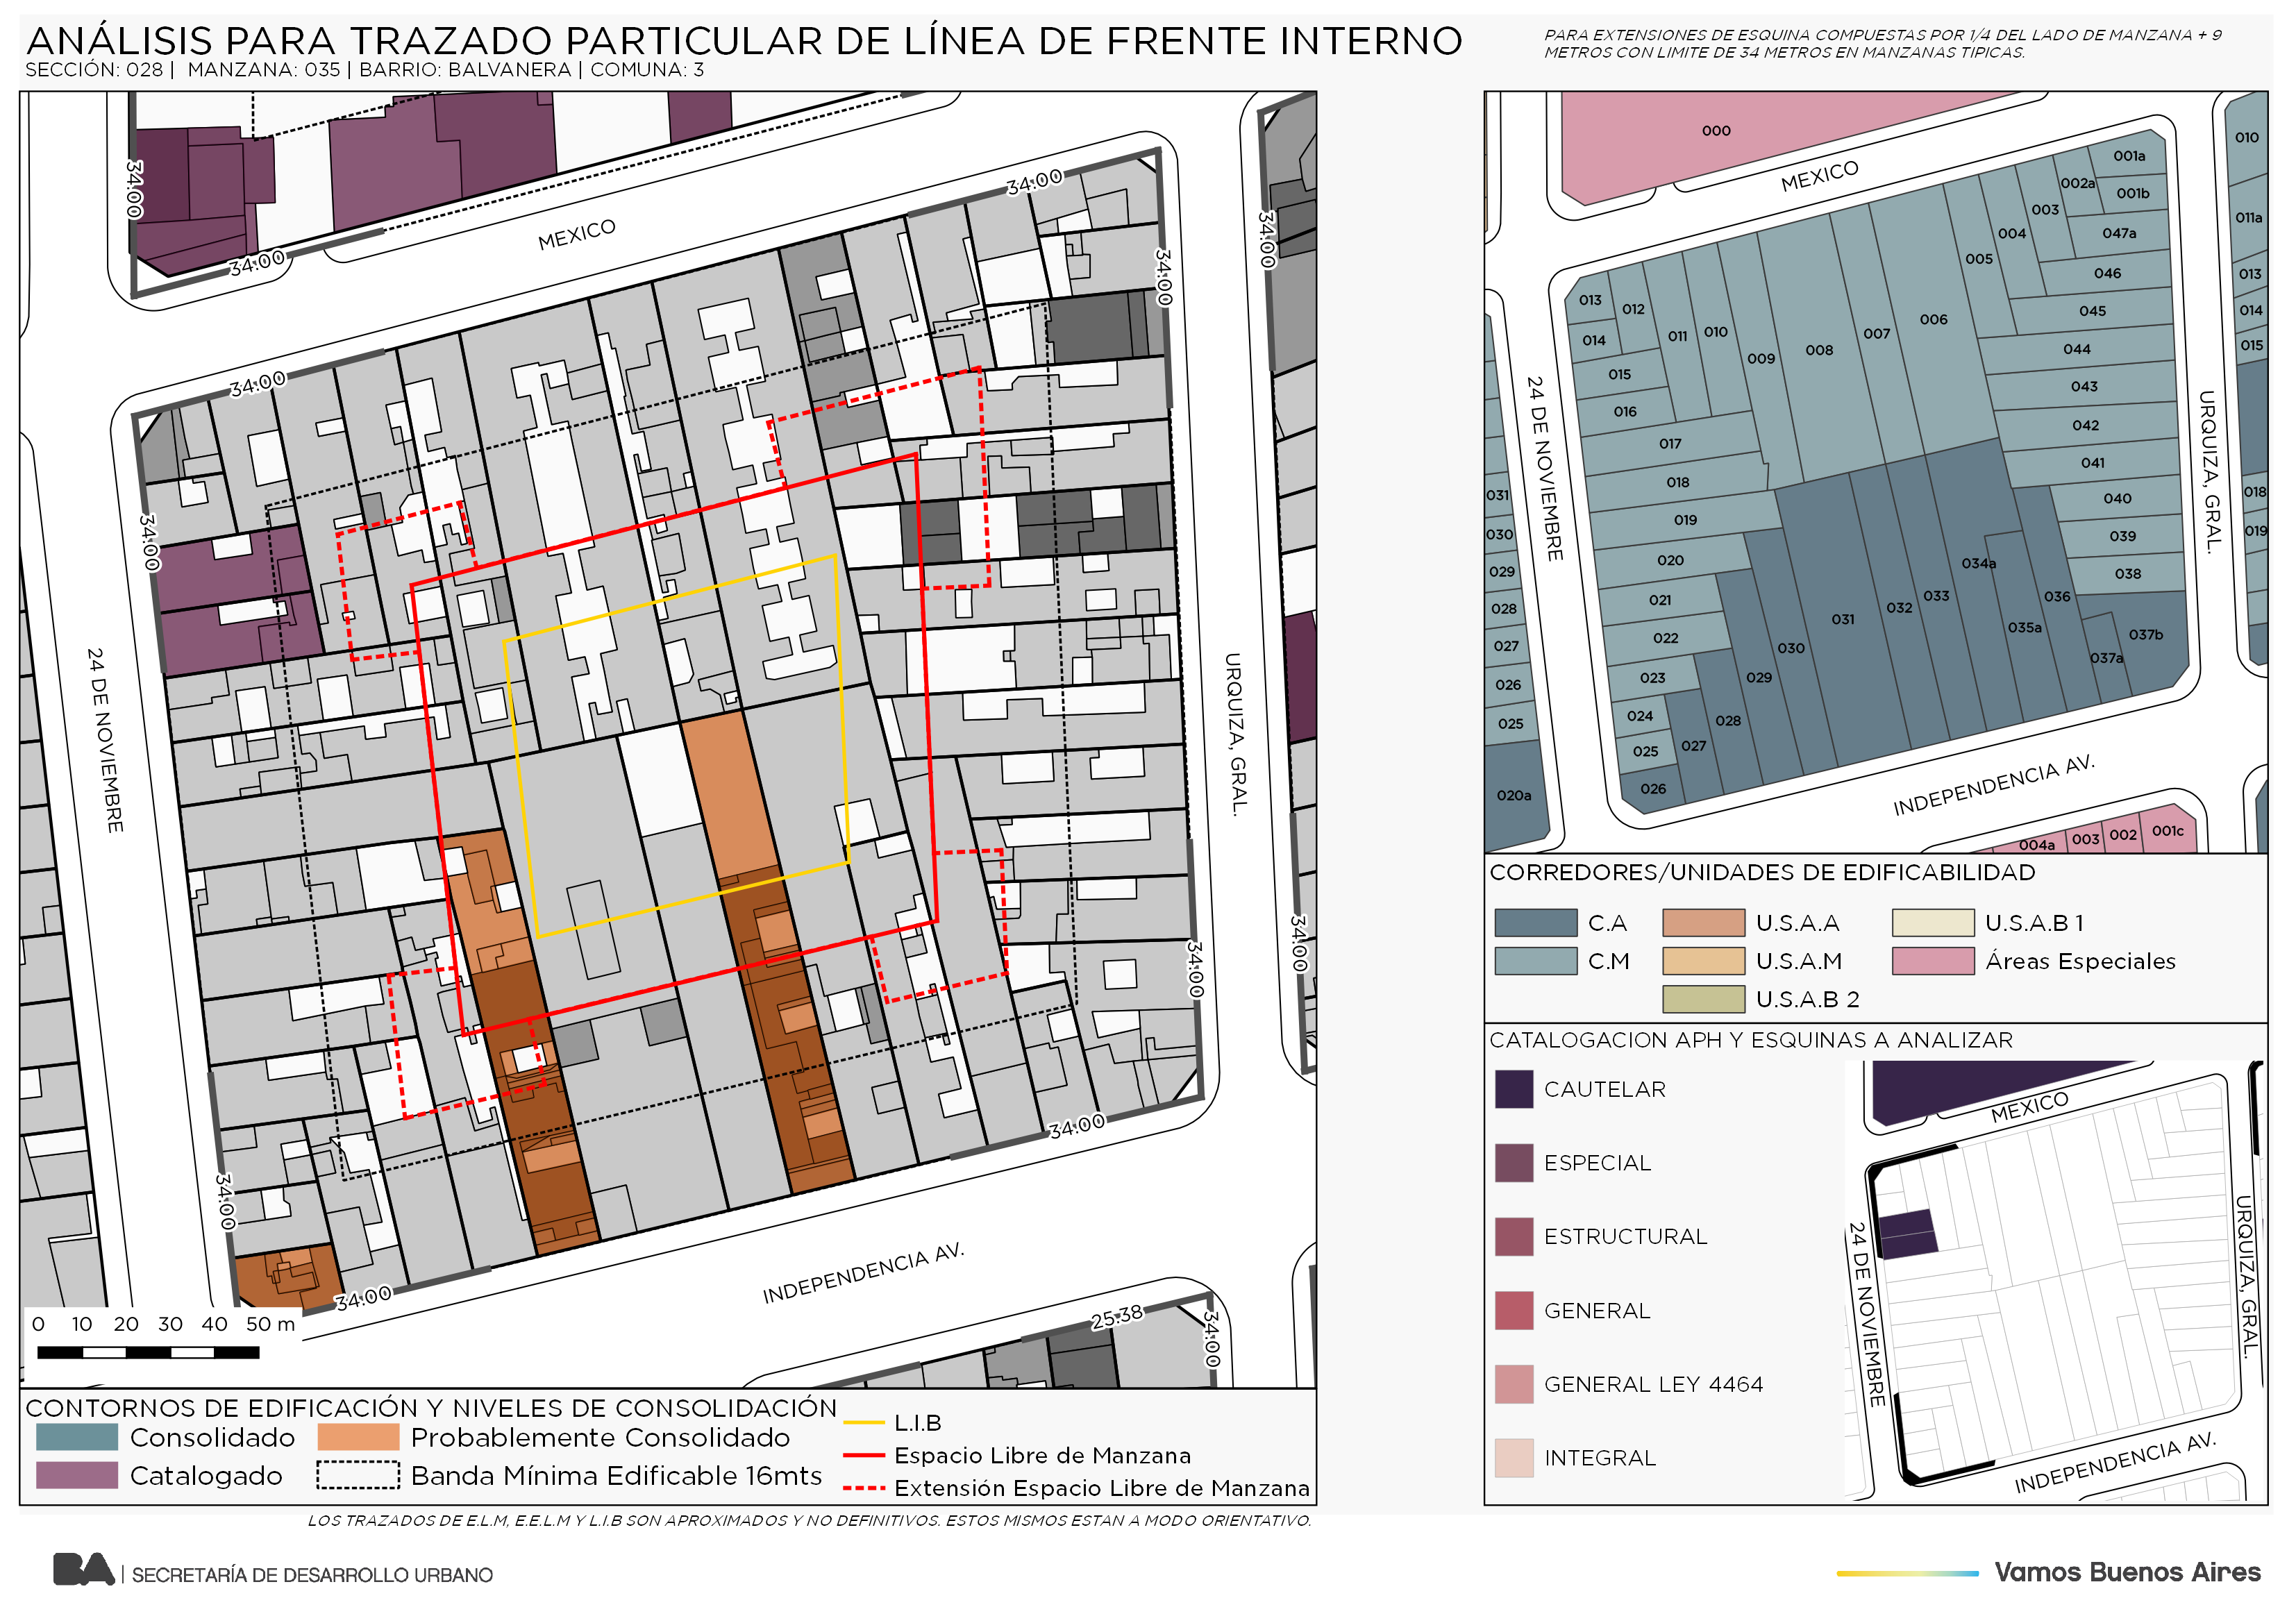 ANÁLISIS PARA TRAZADO PARTICULAR DE LÍNEA DE FRENTE INTERNO
SECCIÓN: 028 | MANZANA: 035 | BARRIO: BALVANERA | COMUNA: 3
PARA EXTENSIONES DE ESQUINA COMPUESTAS POR 1/4 DEL LADO DE MANZANA + 9
METROS CON LIMITE DE 34 METROS EN MANZANAS TIPICAS.
34.00
34.00
MEXICO
34.00
34.00
34.00
34.00
34.00
24 DE NOVIEMBRE
URQUIZA, GRAL.
34.00
34.00
34.00
34.00
34.00
INDEPENDENCIA AV.
25.38
34.00
0 10 20 30 40 50 m
CONTORNOS DE EDIFICACIÓN Y NIVELES DE CONSOLIDACIÓN
Consolidado
Probablemente Consolidado
Catalogado
Banda Mínima Edificable 16mts
L.I.B
Espacio Libre de Manzana
Extensión Espacio Libre de Manzana
LOS TRAZADOS DE E.L.M, E.E.L.M Y L.I.B SON APROXIMADOS Y NO DEFINITIVOS. ESTOS MISMOS ESTAN A MODO ORIENTATIVO.
000
MEXICO
001a
001b
002a
003
004
005
006
007
008
009
010
011
012
013
014
015
016
017
018
019
020
021
022
023
024
025
026
027
028
029
030
031
032
033
034a
035a
036
037a
037b
038
039
040
041
042
043
044
045
046
047a
010
011a
013
014
015
018
019
031
030
029
028
027
026
025
020a
24 DE NOVIEMBRE
URQUIZA, GRAL.
INDEPENDENCIA AV.
004a
003
002
001c
CORREDORES/UNIDADES DE EDIFICABILIDAD
C.A
U.S.A.A
U.S.A.B 1
C.M
U.S.A.M
Áreas Especiales
U.S.A.B 2
CATALOGACION APH Y ESQUINAS A ANALIZAR
CAUTELAR
ESPECIAL
ESTRUCTURAL
GENERAL
GENERAL LEY 4464
INTEGRAL
MEXICO
24 DE NOVIEMBRE
URQUIZA, GRAL.
INDEPENDENCIA AV.
BA | SECRETARÍA DE DESARROLLO URBANO
Vamos Buenos Aires